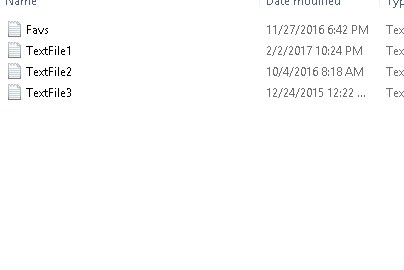 Name Date modified Typ
Favs 11/27/2016 6:42 PM Tex
TextFile1 2/2/2017 10:24 PM Tex
TextFile2 10/4/2016 8:18 AM Tex
TextFile3 12/24/2015 12:22 ... Tex